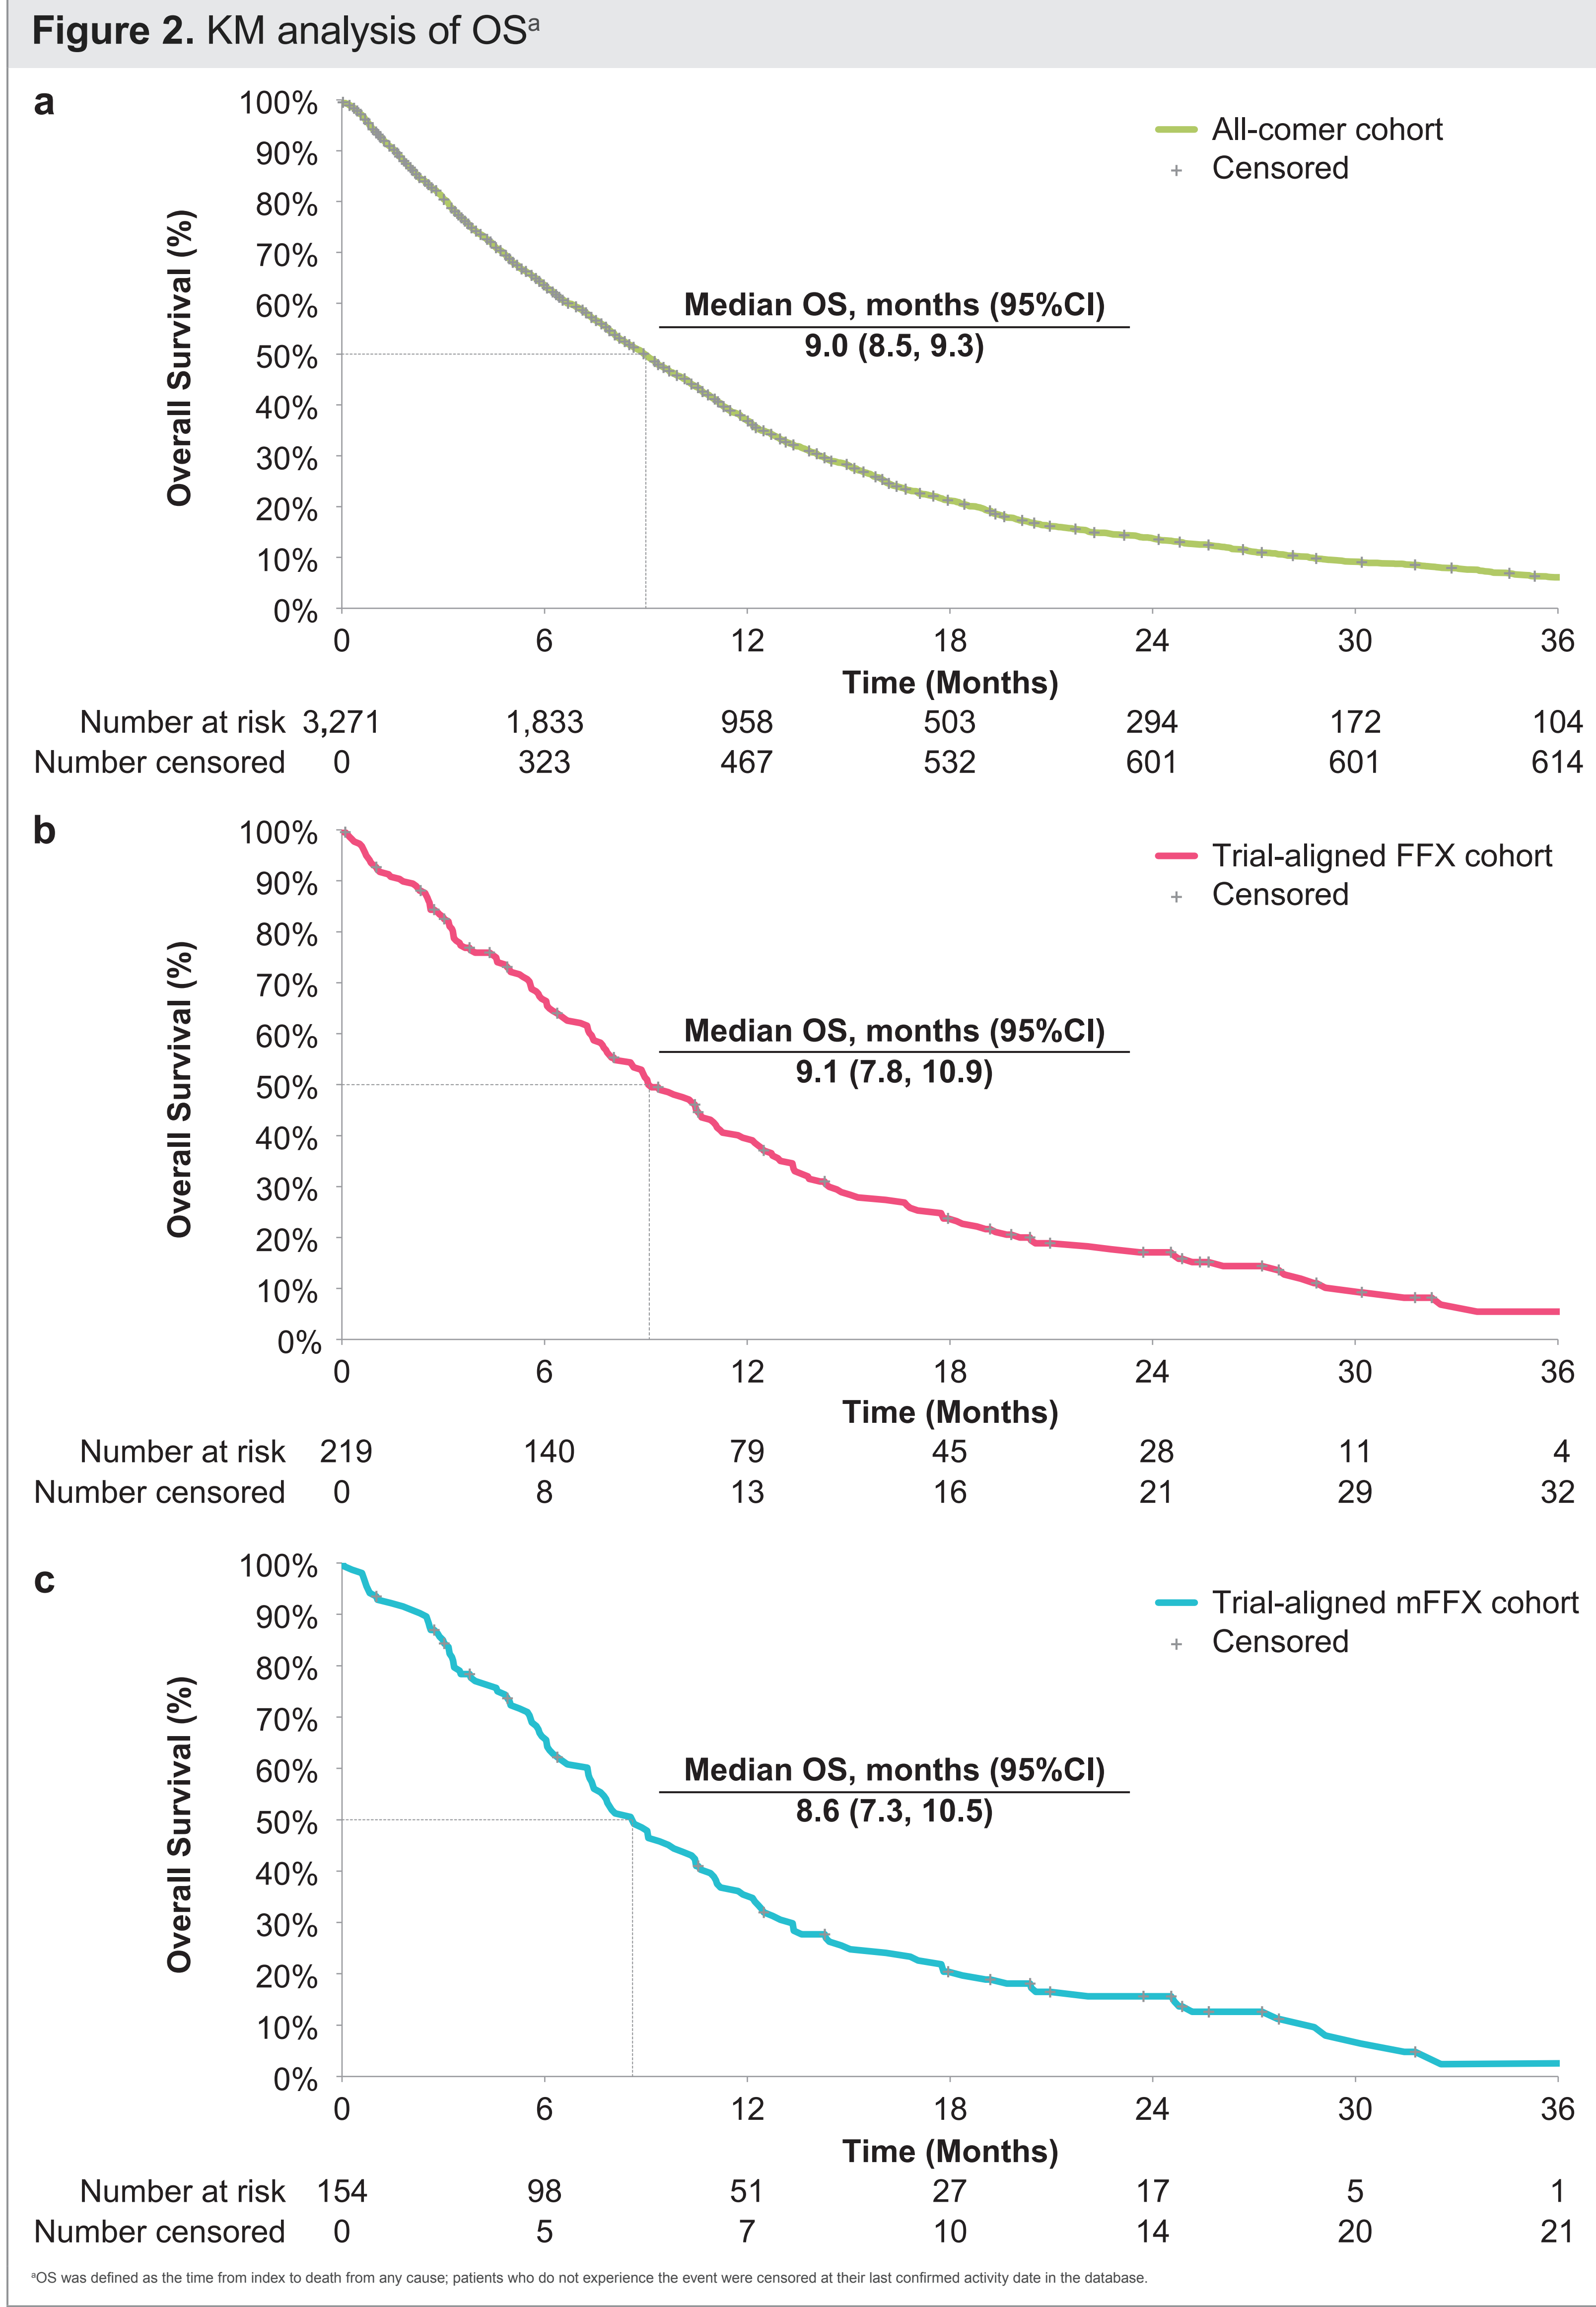 Figure 2. KM analysis of OSa
a
100%
90%
80%
70%
60%
50%
40%
30%
20%
10%
0%
Overall Survival (%)
All-comer cohort
Censored
Median OS, months (95%CI)
9.0 (8.5, 9.3)
0 6 12 18 24 30 36
Time (Months)
Number at risk 3,271 1,833 958 503 294 172 104
Number censored 0 323 467 532 601 601 614
b
100%
90%
80%
70%
60%
50%
40%
30%
20%
10%
0%
Overall Survival (%)
Trial-aligned FFX cohort
Censored
Median OS, months (95%CI)
9.1 (7.8, 10.9)
0 6 12 18 24 30 36
Time (Months)
Number at risk 219 140 79 45 28 11 4
Number censored 0 8 13 16 21 29 32
c
100%
90%
80%
70%
60%
50%
40%
30%
20%
10%
0%
Overall Survival (%)
Trial-aligned mFFX cohort
Censored
Median OS, months (95%CI)
8.6 (7.3, 10.5)
0 6 12 18 24 30 36
Time (Months)
Number at risk 154 98 51 27 17 5 1
Number censored 0 5 7 10 14 20 21
aOS was defined as the time from index to death from any cause; patients who do not experience the event were censored at their last confirmed activity date in the database.